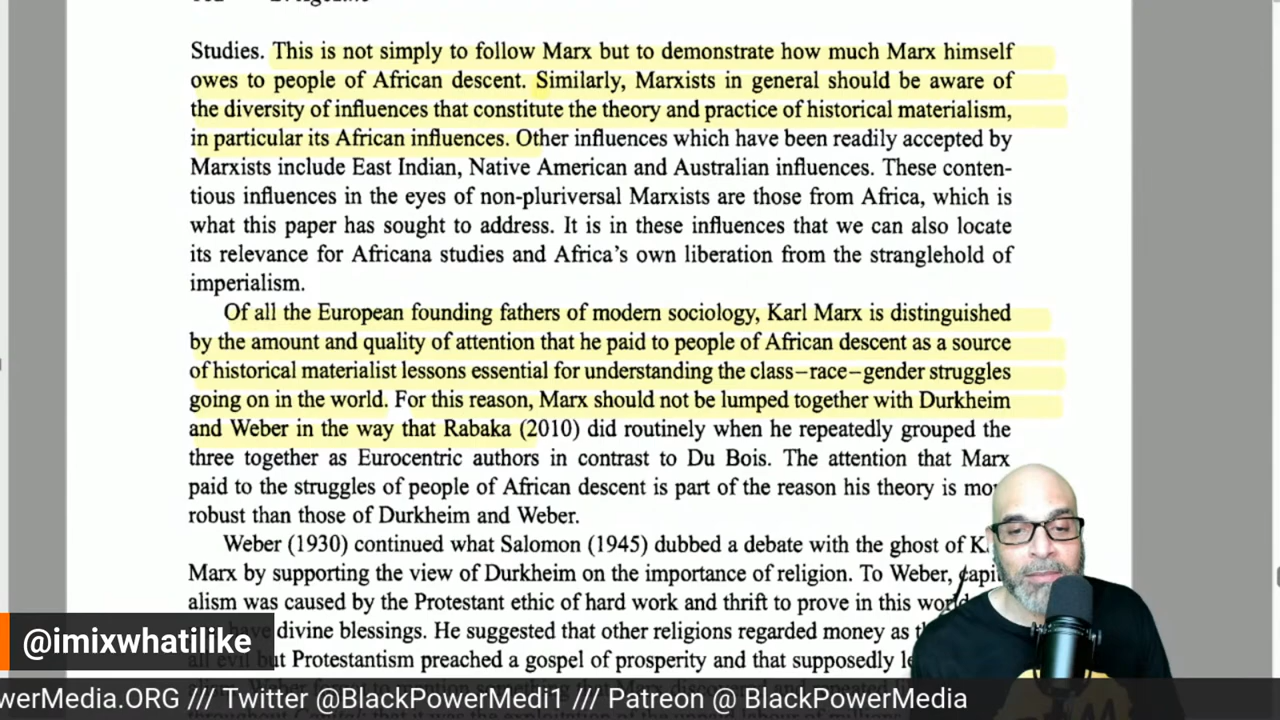 Studies. This is not simply to follow Marx but to demonstrate how much Marx himself
owes to people of African descent. Similarly, Marxists in general should be aware of
the diversity of influences that constitute the theory and practice of historical materialism,
in particular its African influences. Other influences which have been readily accepted by
Marxists include East Indian, Native American and Australian influences. These conten-
tious influences in the eyes of non-pluriversal Marxists are those from Africa, which is
what this paper has sought to address. It is in these influences that we can also locate
its relevance for Africana studies and Africa's own liberation from the stranglehold of
imperialism.
Of all the European founding fathers of modern sociology, Karl Marx is distinguished
by the amount and quality of attention that he paid to people of African descent as a source
of historical materialist lessons essential for understanding the class–race–gender struggles
going on in the world. For this reason, Marx should not be lumped together with Durkheim
and Weber in the way that Rabaka (2010) did routinely when he repeatedly grouped the
three together as Eurocentric authors in contrast to Du Bois. The attention that Marx
paid to the struggles of people of African descent is part of the reason his theory is
robust than those of Durkheim and Weber.
Weber (1930) continued what Salomon (1945) dubbed a debate with the ghost of
Marx by supporting the view of Durkheim on the importance of religion. To Weber, capit
alism was caused by the Protestant ethic of hard work and thrift to prove in this
divine blessings. He suggested that other religions regarded money as
but Protestantism preached a gospel of prosperity and that supposedly
@imixwhatilike
owerMedia.ORG /// Twitter @BlackPowerMedi1 /// Patreon @ BlackPowerMedia